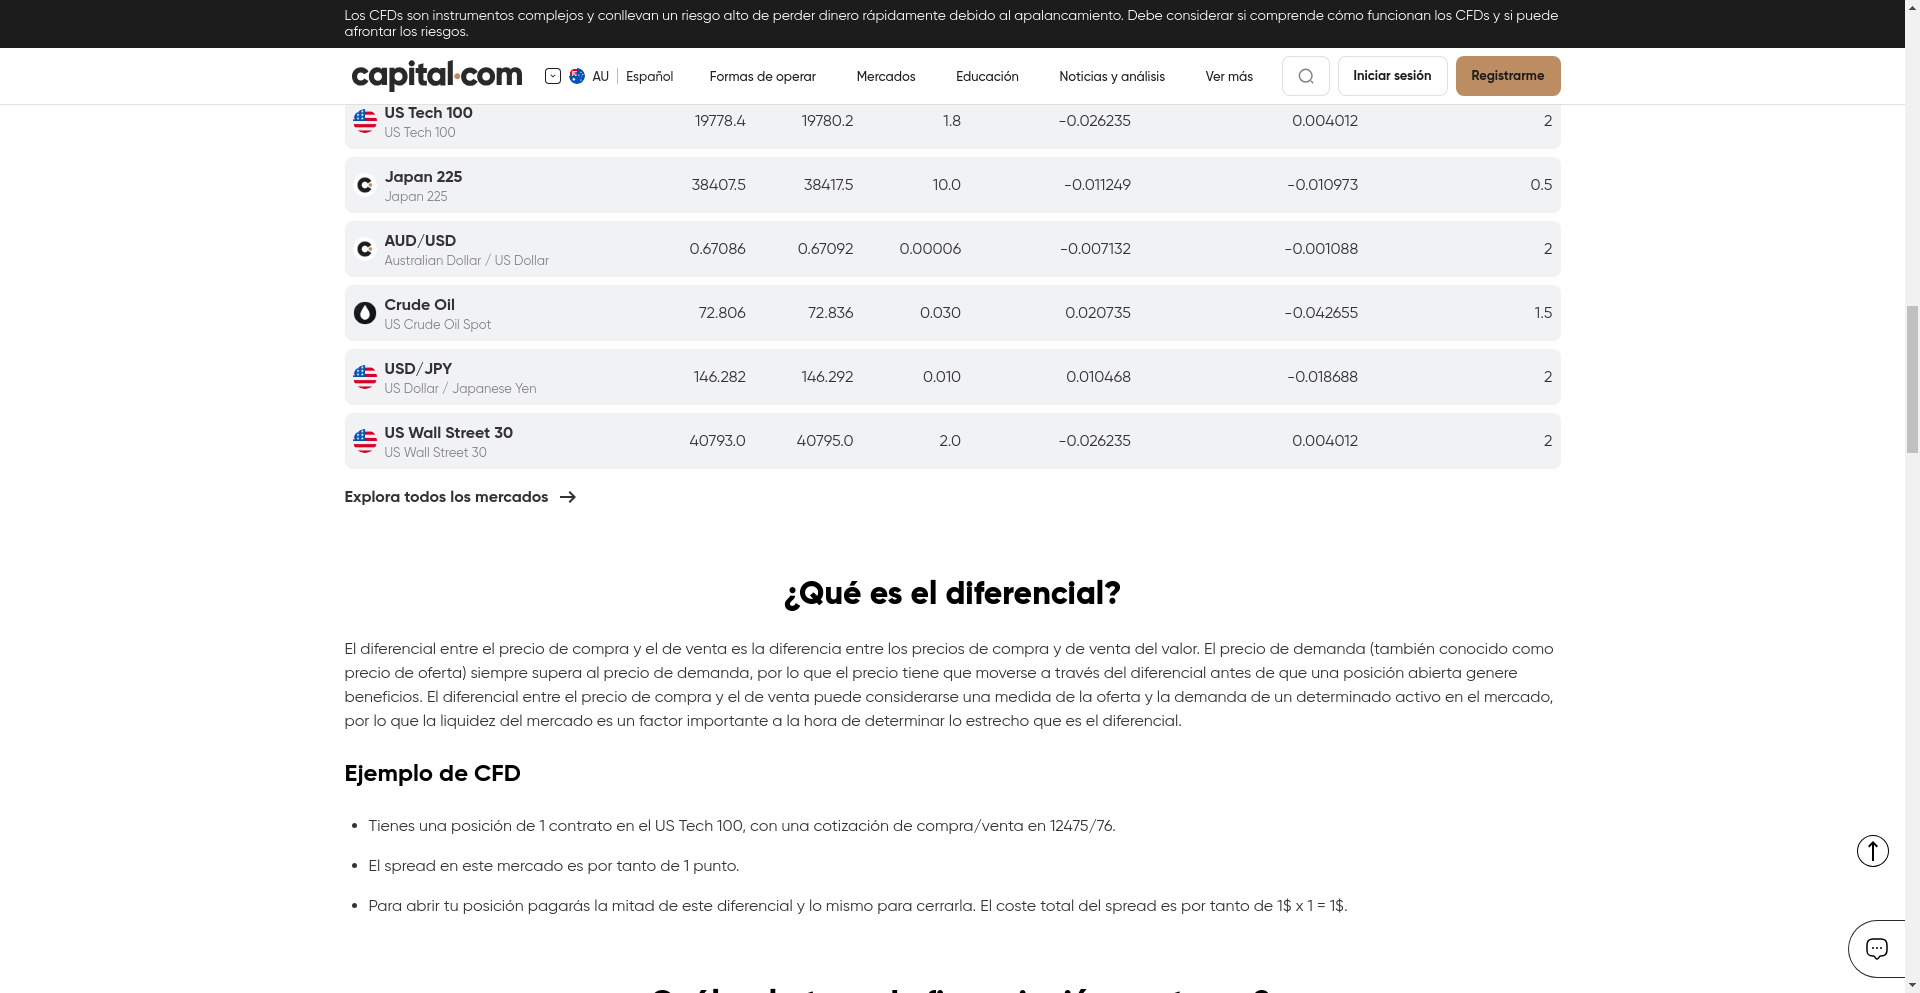 Los CFDs son instrumentos complejos y conllevan un riesgo alto de perder dinero rápidamente debido al apalancamiento. Debe considerar si comprende cómo funcionan los CFDs y si puede
afrontar los riesgos.
capital.com AU Español Formas de operar Mercados Educación Noticias y análisis Ver más Iniciar sesión Registrarme
US Tech 100 19778.4 19780.2 1.8 -0.026235 0.004012 2
US Tech 100
Japan 225 38407.5 38417.5 10.0 -0.011249 -0.010973 0.5
Japan 225
AUD/USD 0.67086 0.67092 0.00006 -0.007132 -0.001088 2
Australian Dollar / US Dollar
Crude Oil 72.806 72.836 0.030 0.020735 -0.042655 1.5
US Crude Oil Spot
USD/JPY 146.282 146.292 0.010 0.010468 -0.018688 2
US Dollar / Japanese Yen
US Wall Street 30 40793.0 40795.0 2.0 -0.026235 0.004012 2
US Wall Street 30
Explora todos los mercados
¿Qué es el diferencial?
El diferencial entre el precio de compra y el de venta es la diferencia entre los precios de compra y de venta del valor. El precio de demanda (también conocido como
precio de oferta) siempre supera al precio de demanda, por lo que el precio tiene que moverse a través del diferencial antes de que una posición abierta genere
beneficios. El diferencial entre el precio de compra y el de venta puede considerarse una medida de la oferta y la demanda de un determinado activo en el mercado,
por lo que la liquidez del mercado es un factor importante a la hora de determinar lo estrecho que es el diferencial.
Ejemplo de CFD
• Tienes una posición de 1 contrato en el US Tech 100, con una cotización de compra/venta en 12475/76.
• El spread en este mercado es por tanto de 1 punto.
• Para abrir tu posición pagarás la mitad de este diferencial y lo mismo para cerrarla. El coste total del spread es por tanto de 1$ x 1 = 1$.